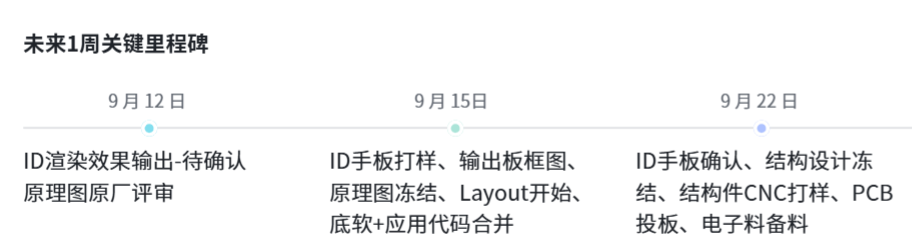 未来1周关键里程碑
9 月 12 日
9 月 15日
9 月 22 日
ID渲染效果输出-待确认
原理图原厂评审
ID手板打样、输出板框图、
原理图冻结、Layout开始、
底软+应用代码合并
ID手板确认、结构设计冻
结、结构件CNC打样、PCB
投板、电子料备料